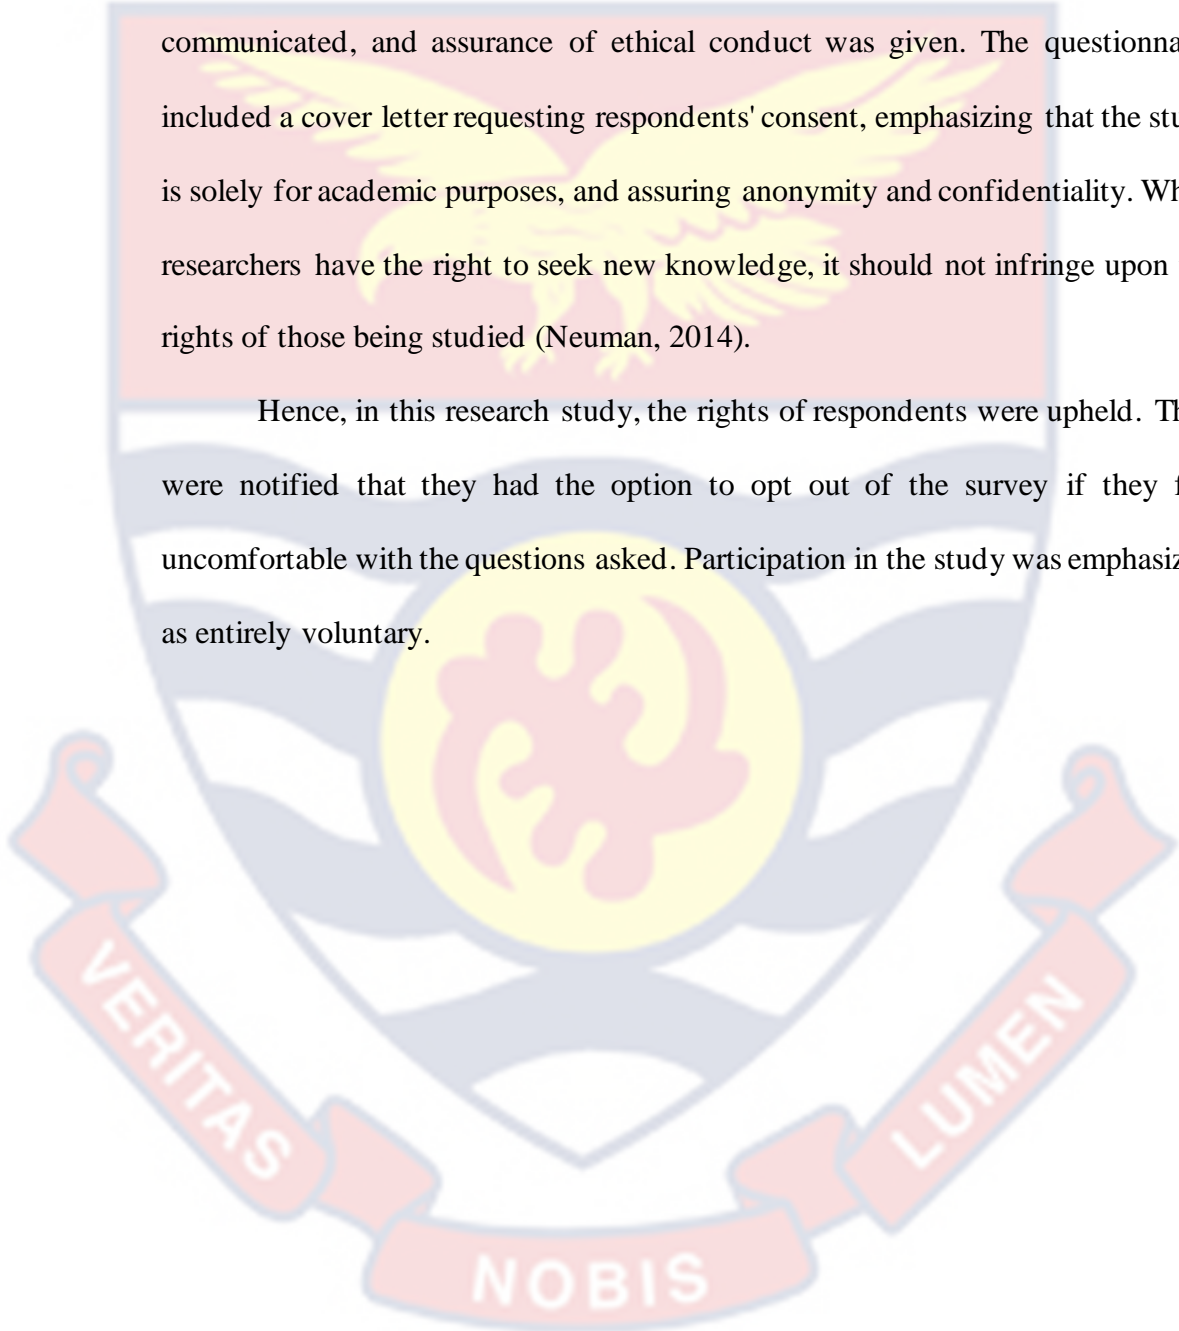 communicated, and assurance of ethical conduct was given. The questionna
included a cover letter requesting respondents' consent, emphasizing that the stu
is solely for academic purposes, and assuring anonymity and confidentiality. Wh
researchers have the right to seek new knowledge, it should not infringe upon
rights of those being studied (Neuman, 2014).
Hence, in this research study, the rights of respondents were upheld. Th
were notified that they had the option to opt out of the survey if they f
uncomfortable with the questions asked. Participation in the study was emphasiz
as entirely voluntary.
VERITAS
NOBIS
LUMEN